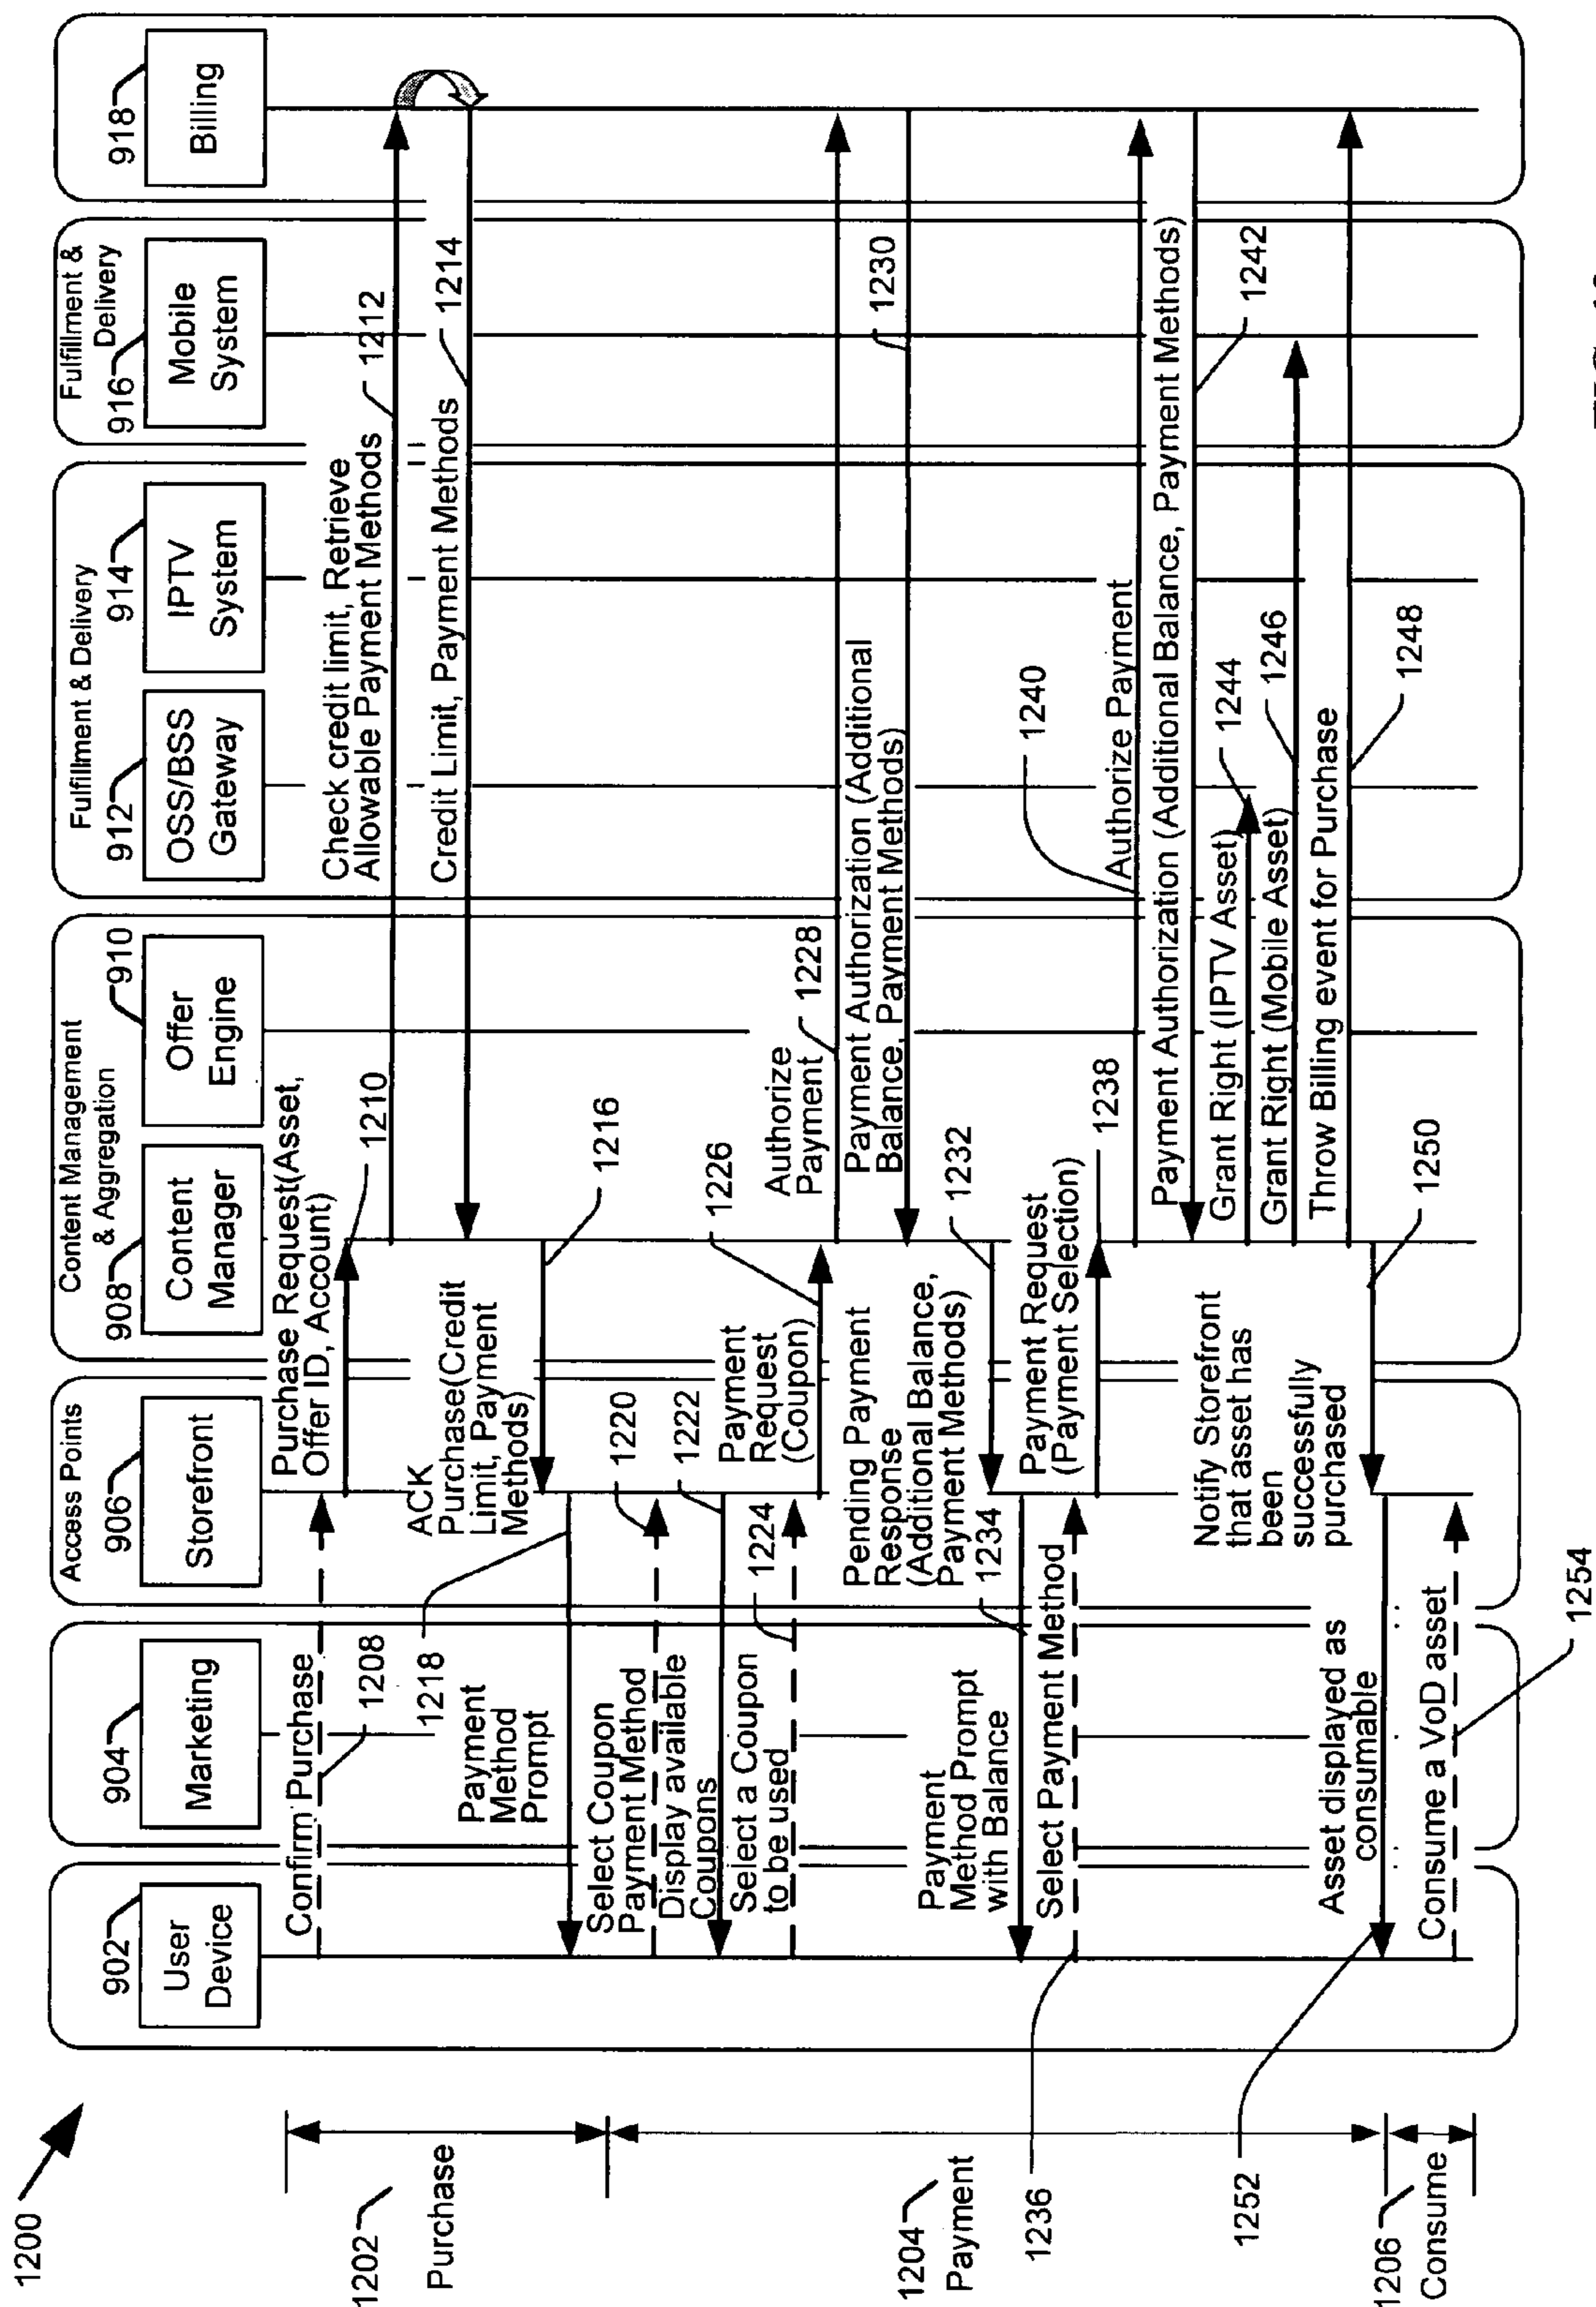 1200
902
User
Device
904
Marketing
Access Points
906
Storefront
Content Management
& Aggregation
908
Content
Manager
910
Offer
Engine
Fulfillment & Delivery
912
OSS/BSS
Gateway
914
IPTV
System
Fulfillment &
Delivery
916
Mobile
System
918
Billing
1202
Purchase
Confirm Purchase
1208
Purchase Request(Asset,
Offer ID, Account)
1210
Check credit limit, Retrieve
Allowable Payment Methods
1212
Credit Limit, Payment Methods
1214
ACK
Purchase(Credit
Limit, Payment
Methods)
1216
Payment
Method
Prompt
1218
1204
Payment
Select Coupon
Payment Method
1220
Display available
Coupons
1222
Select a Coupon
to be used
1224
Payment
Request
(Coupon)
1226
Authorize
Payment
1228
Payment Authorization (Additional
Balance, Payment Methods)
1230
Pending Payment
Response
(Additional Balance,
Payment Methods)
1232
Payment
Method Prompt
with Balance
1234
Select Payment Method
1236
Payment Request
(Payment Selection)
1238
Authorize Payment
1240
Payment Authorization (Additional Balance, Payment Methods)
1242
Grant Right (IPTV Asset)
1244
Grant Right (Mobile Asset)
1246
Throw Billing event for Purchase
1248
Notify Storefront
that asset has
been
successfully
purchased
1250
Asset displayed as
consumable
1252
1206
Consume
Consume a VoD asset
1254